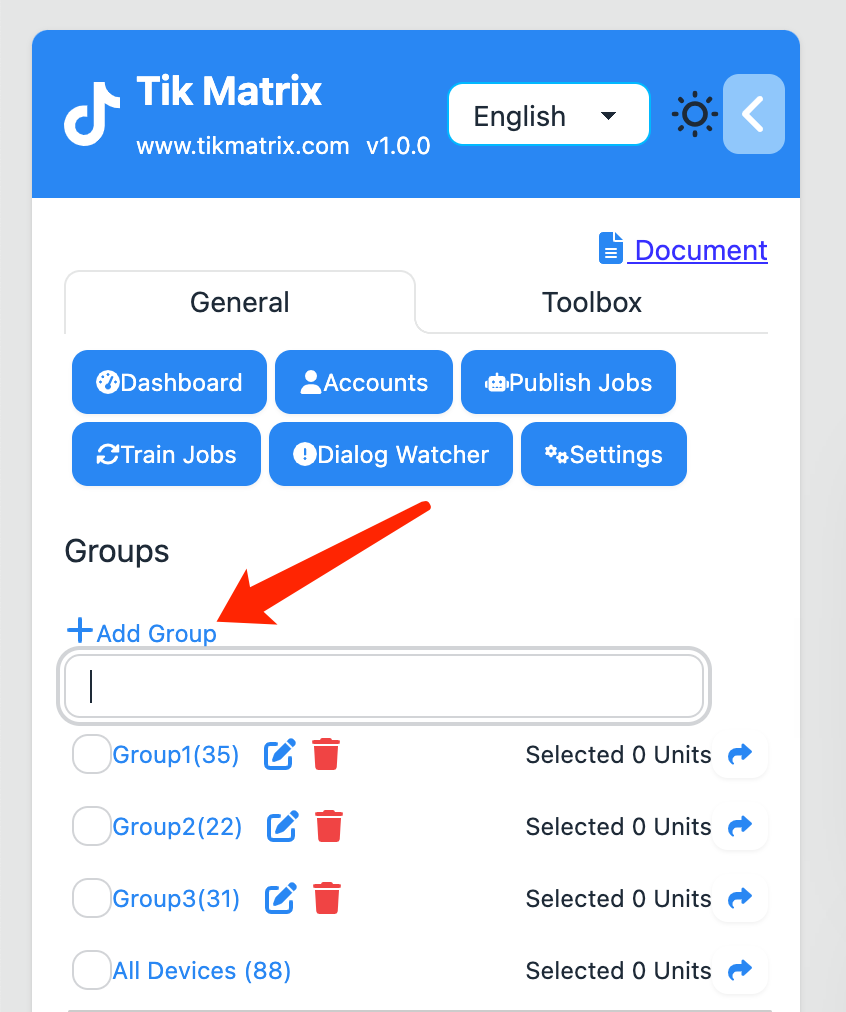 Tik Matrix
www.tikmatrix.com v1.0.0
English
Document
General Toolbox
Dashboard Accounts Publish Jobs
Train Jobs Dialog Watcher Settings
Groups
Add Group
Group1(35) Selected 0 Units
Group2(22) Selected 0 Units
Group3(31) Selected 0 Units
All Devices (88) Selected 0 Units